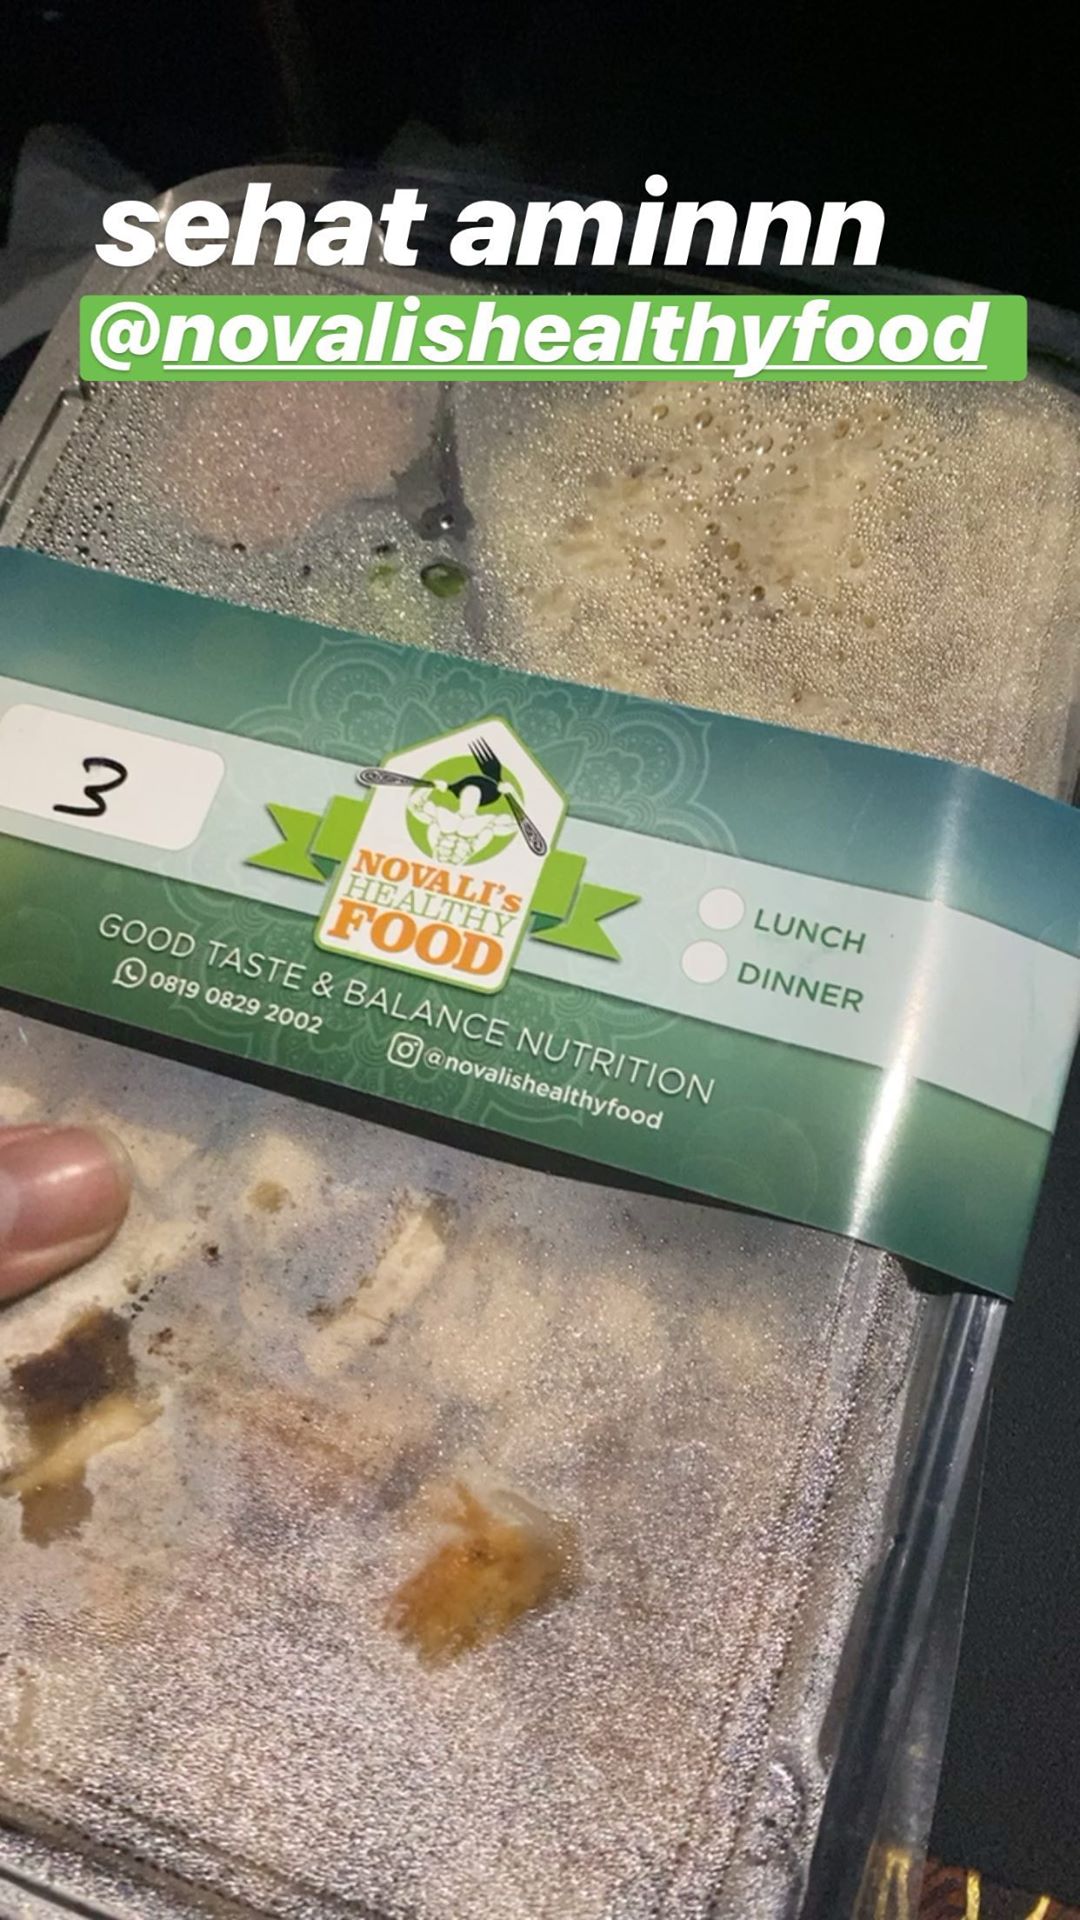 sehat aminnn
@novalishealthyfood
3
NOVALI's
HEALTHY
FOOD
LUNCH
DINNER
GOOD TASTE & BALANCE NUTRITION
0819 0829 2002
@novalishealthyfood